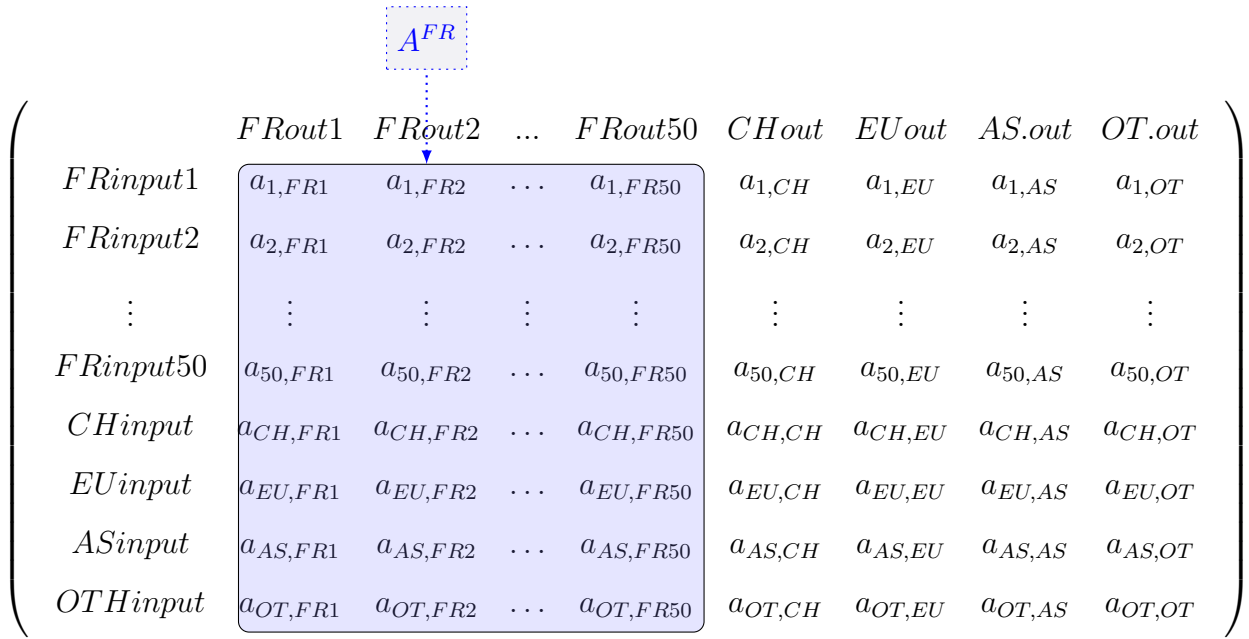 A^{FR}
FRout1 FRout2 ... FRout50 CHout EUout AS.out OT.out
FRinput1 a_{1,FR1} a_{1,FR2} … a_{1,FR50} a_{1,CH} a_{1,EU} a_{1,AS} a_{1,OT}
FRinput2 a_{2,FR1} a_{2,FR2} … a_{2,FR50} a_{2,CH} a_{2,EU} a_{2,AS} a_{2,OT}
⋮ ⋮ ⋮ ⋮ ⋮ ⋮ ⋮ ⋮ ⋮
FRinput50 a_{50,FR1} a_{50,FR2} … a_{50,FR50} a_{50,CH} a_{50,EU} a_{50,AS} a_{50,OT}
CHinput a_{CH,FR1} a_{CH,FR2} … a_{CH,FR50} a_{CH,CH} a_{CH,EU} a_{CH,AS} a_{CH,OT}
EUinput a_{EU,FR1} a_{EU,FR2} … a_{EU,FR50} a_{EU,CH} a_{EU,EU} a_{EU,AS} a_{EU,OT}
ASinput a_{AS,FR1} a_{AS,FR2} … a_{AS,FR50} a_{AS,CH} a_{AS,EU} a_{AS,AS} a_{AS,OT}
OTHinput a_{OT,FR1} a_{OT,FR2} … a_{OT,FR50} a_{OT,CH} a_{OT,EU} a_{OT,AS} a_{OT,OT}